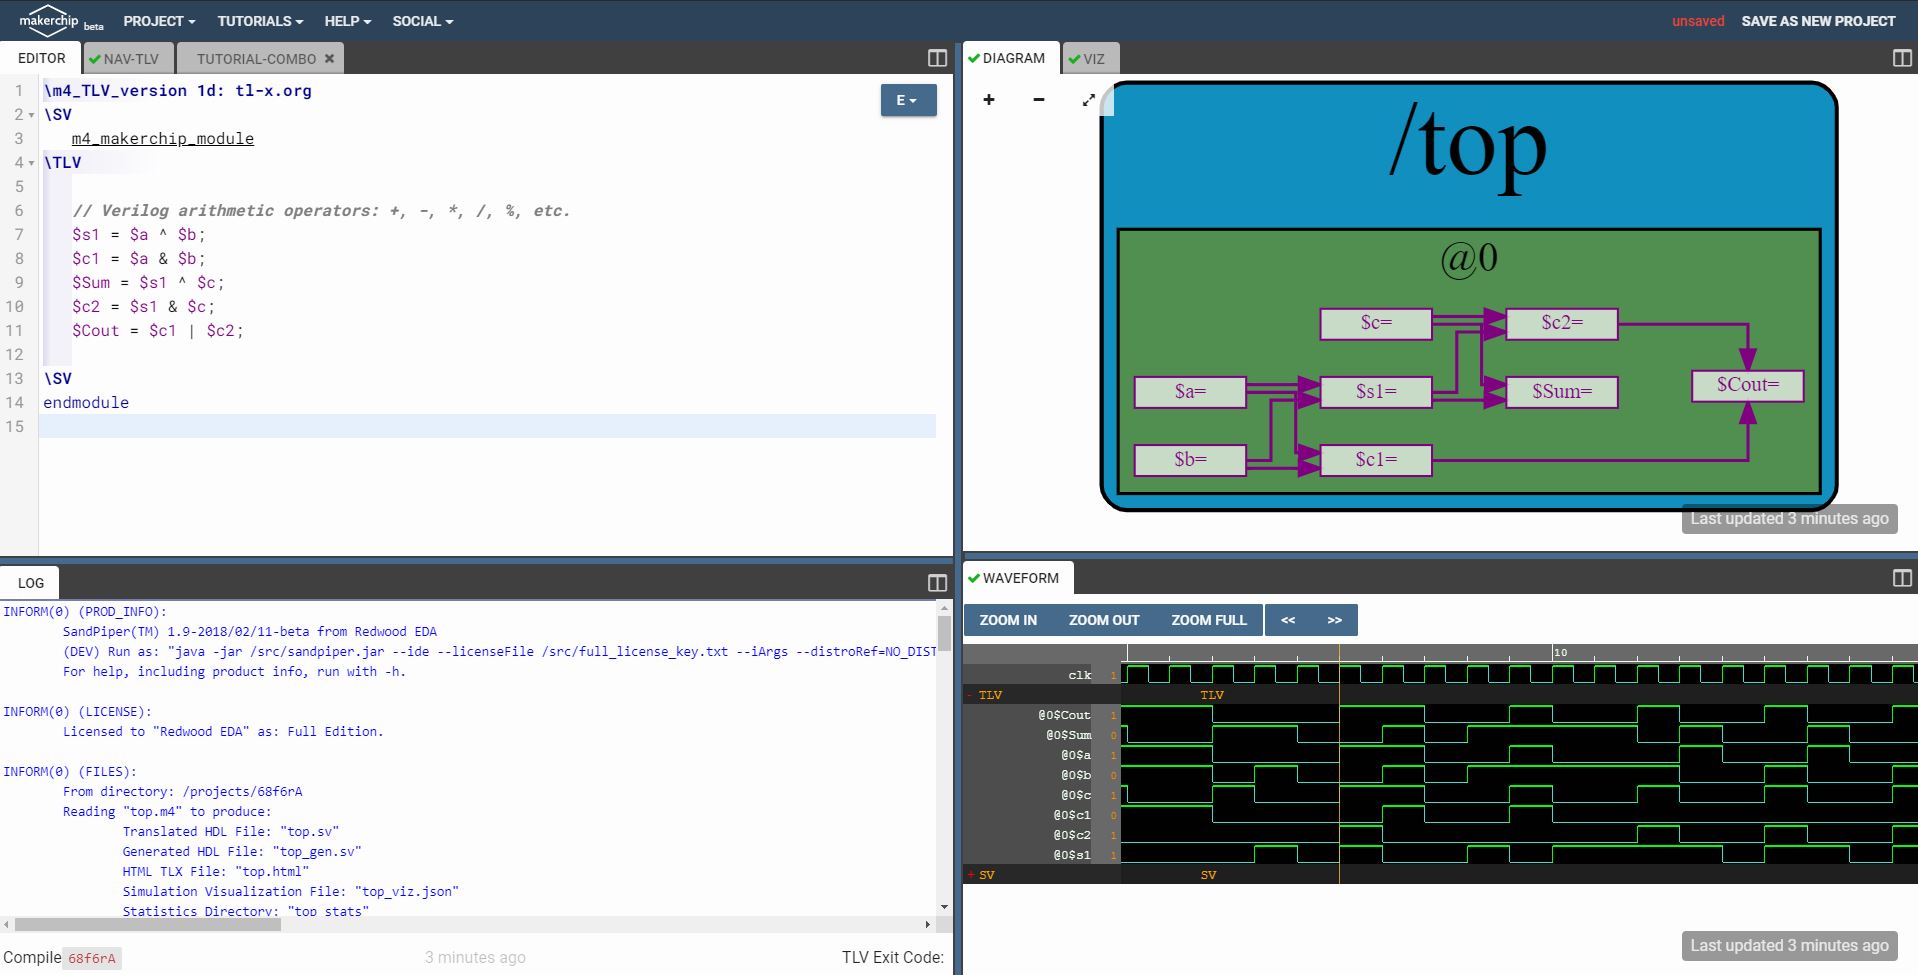 makerchip beta PROJECT TUTORIALS HELP SOCIAL unsaved SAVE AS NEW PROJECT
EDITOR NAV-TLV TUTORIAL-COMBO
E
1 \m4_TLV_version 1d: tl-x.org
2 \SV
3 m4_makerchip_module
4 \TLV
5
6 // Verilog arithmetic operators: +, -, *, /, %, etc.
7 $s1 = $a ^ $b;
8 $c1 = $a & $b;
9 $Sum = $s1 ^ $c;
10 $c2 = $s1 & $c;
11 $Cout = $c1 | $c2;
12
13 \SV
14 endmodule
15
DIAGRAM VIZ
/top
@0
$c= $c2=
$a= $s1= $Sum= $Cout=
$b= $c1=
Last updated 3 minutes ago
LOG
INFORM(0) (PROD_INFO):
SandPiper(TM) 1.9-2018/02/11-beta from Redwood EDA
(DEV) Run as: "java -jar /src/sandpiper.jar --ide --licenseFile /src/full_license_key.txt --iArgs --distroRef=NO_DIST
For help, including product info, run with -h.
INFORM(0) (LICENSE):
Licensed to "Redwood EDA" as: Full Edition.
INFORM(0) (FILES):
From directory: /projects/68f6rA
Reading "top.m4" to produce:
Translated HDL File: "top.sv"
Generated HDL File: "top_gen.sv"
HTML TLX File: "top.html"
Simulation Visualization File: "top_viz.json"
Statistics Directory: "top_stats"
Compile 68f6rA 3 minutes ago TLV Exit Code:
WAVEFORM
ZOOM IN ZOOM OUT ZOOM FULL << >>
10
clk 1
- TLV TLV
@0$Cout 1
@0$Sum 0
@0$a 1
@0$b 0
@0$c 1
@0$c1 0
@0$c2 1
@0$s1 1
+ SV SV
Last updated 3 minutes ago